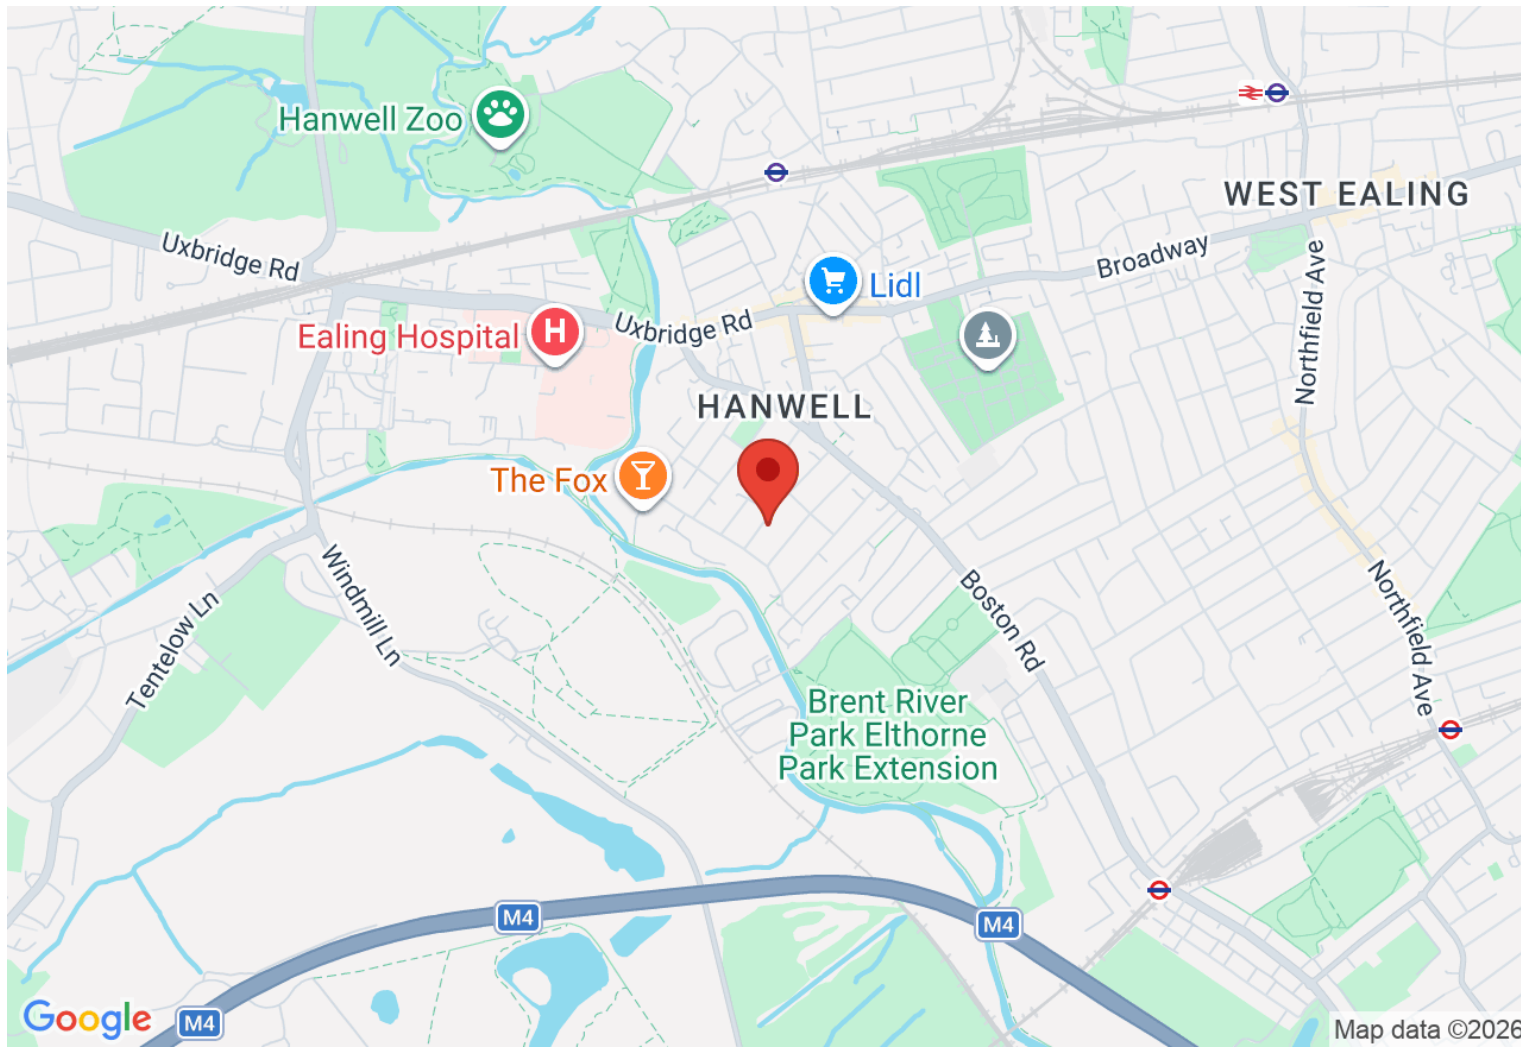 Hanwell Zoo
WEST EALING
Uxbridge Rd
Broadway
Lidl
Northfield Ave
Ealing Hospital
H
Uxbridge Rd
HANWELL
The Fox
Windmill Ln
Boston Rd
Tentelow Ln
Northfield Ave
Brent River
Park Elthorne
Park Extension
M4
M4
Google
M4
Map data ©2026